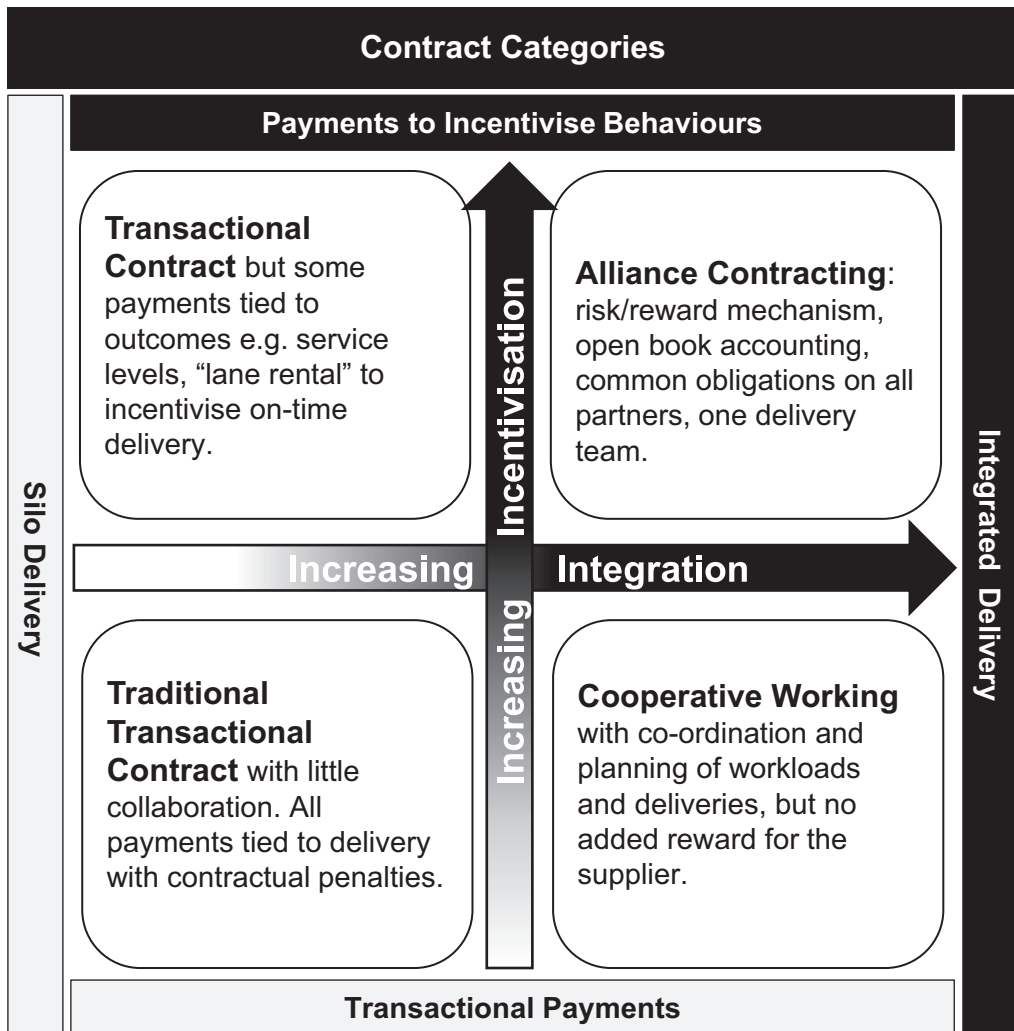 Contract Categories
Payments to Incentivise Behaviours
Silo Delivery
Transactional
Contract but some
payments tied to
outcomes e.g. service
levels, “lane rental” to
incentivise on-time
delivery.
Alliance Contracting:
risk/reward mechanism,
open book accounting,
common obligations on all
partners, one delivery
team.
Increasing Incentivisation
Increasing Integration
Integrated Delivery
Traditional
Transactional
Contract with little
collaboration. All
payments tied to delivery
with contractual penalties.
Cooperative Working
with co-ordination and
planning of workloads
and deliveries, but no
added reward for the
supplier.
Transactional Payments